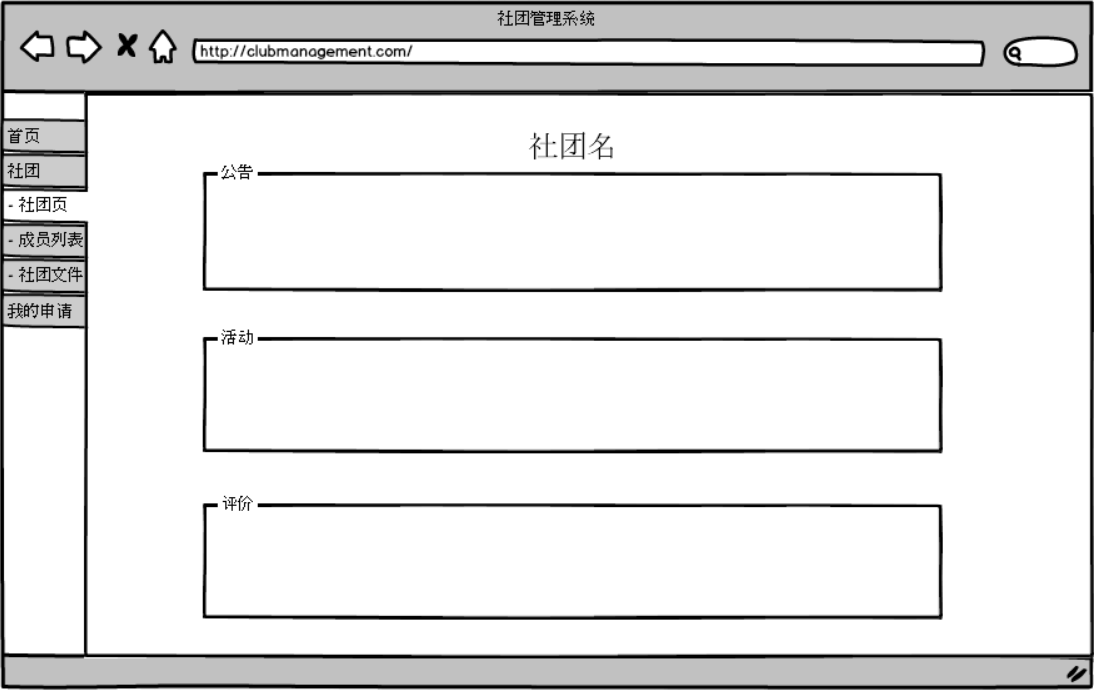 社团管理系统
http://clubmanagement.com/
首页
社团
- 社团页
- 成员列表
- 社团文件
我的申请
社团名
公告
活动
评价